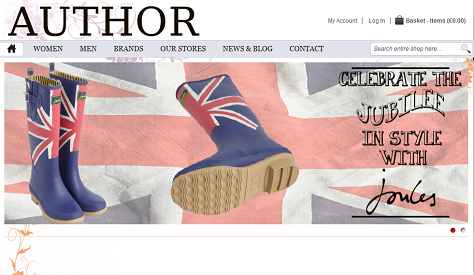 AUTHOR
My Account | Log In | Basket - Items (£0.00)
WOMEN MEN BRANDS OUR STORES NEWS & BLOG CONTACT
Search entire shop here...
CELEBRATE THE
JUBILEE
IN STYLE
WITH
Joules